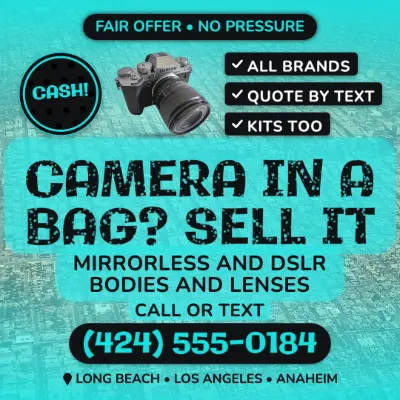 FAIR OFFER • NO PRESSURE
CASH!
ALL BRANDS
QUOTE BY TEXT
KITS TOO
CAMERA IN A
BAG? SELL IT
MIRRORLESS AND DSLR
BODIES AND LENSES
CALL OR TEXT
(424) 555-0184
LONG BEACH • LOS ANGELES • ANAHEIM